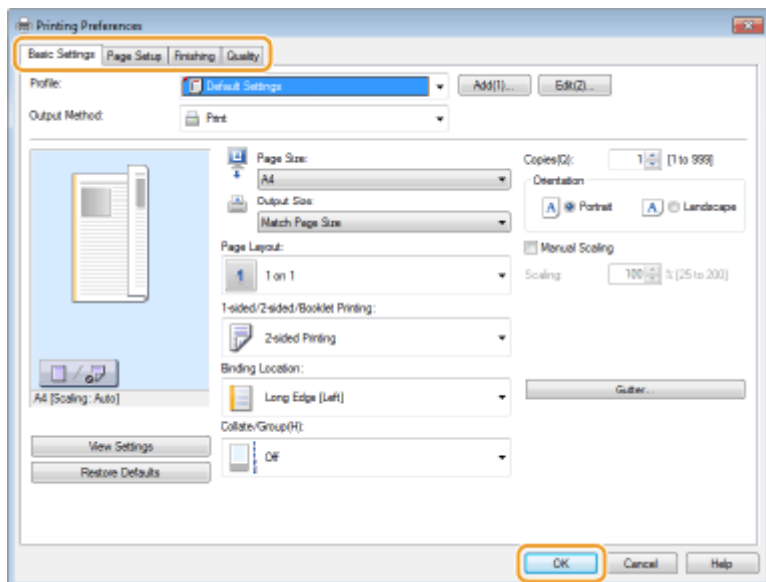 Printing Preferences
Basic Settings Page Setup Finishing Quality
Profile: Default Settings Add(1)... Edit(2)...
Output Method: Print
Page Size: Copies(Q): 1 [1 to 999]
A4 Orientation
Output Size: A Portrait A Landscape
Match Page Size
Page Layout: Manual Scaling
1 1 on 1 Scaling: 100 % [25 to 200]
1-sided/2-sided/Booklet Printing:
2-sided Printing
Binding Location:
A4 [Scaling: Auto] Long Edge [Left] Gutter...
Collate/Group(H):
View Settings Off
Restore Defaults
OK Cancel Help